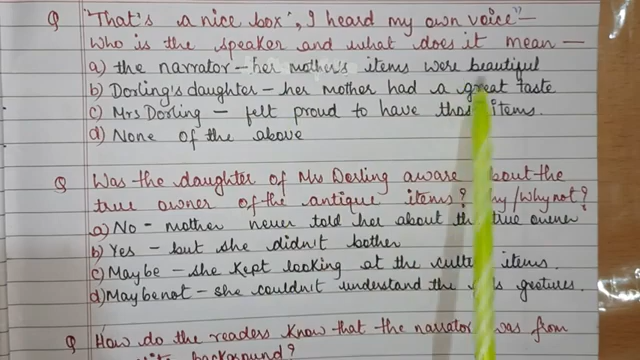 Q "That's a nice box", I heard my own voice" –
Who is the speaker and what does it mean –
a) the narrator – her mother's items were beautiful
b) Dorling's daughter – her mother had a great taste
c) Mrs Dorling – felt proud to have items.
d) None of the above
Q Was the daughter of Mrs Dorling aware about the
true owner of the antique items? /Why not?
a) No – mother never told her about true owner
b) Yes – but she didn't bother
c) Maybe – she kept looking at the items.
d) Maybe not – she couldn't understand the gestures.
Q How do the readers know that the narrator was from
background?